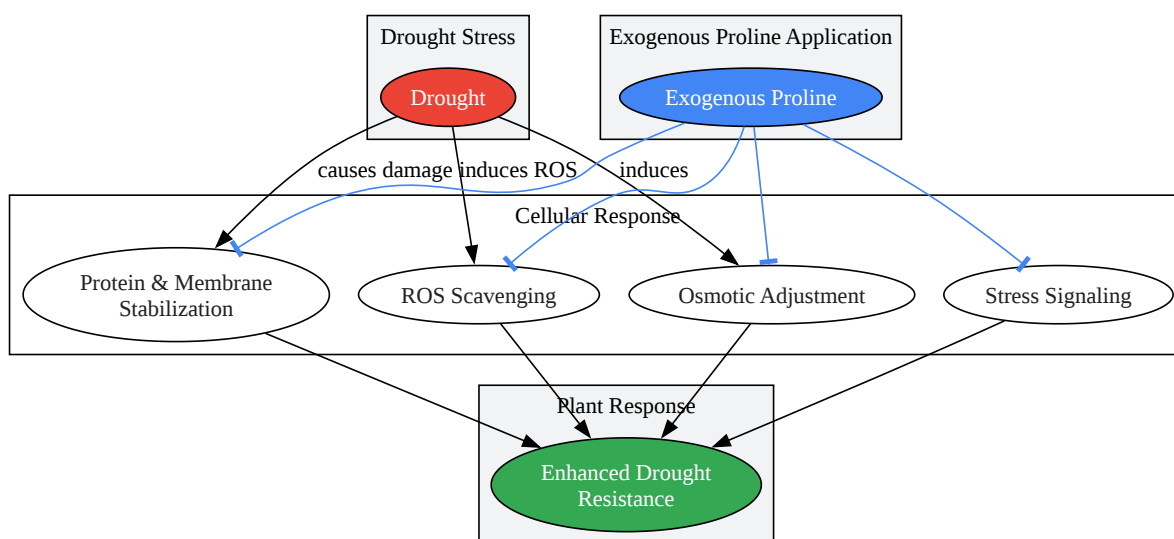 Drought Stress
Exogenous Proline Application
Drought
Exogenous Proline
causes damage
induces ROS
induces
Cellular Response
Protein & Membrane
Stabilization
ROS Scavenging
Osmotic Adjustment
Stress Signaling
Plant Response
Enhanced Drought
Resistance